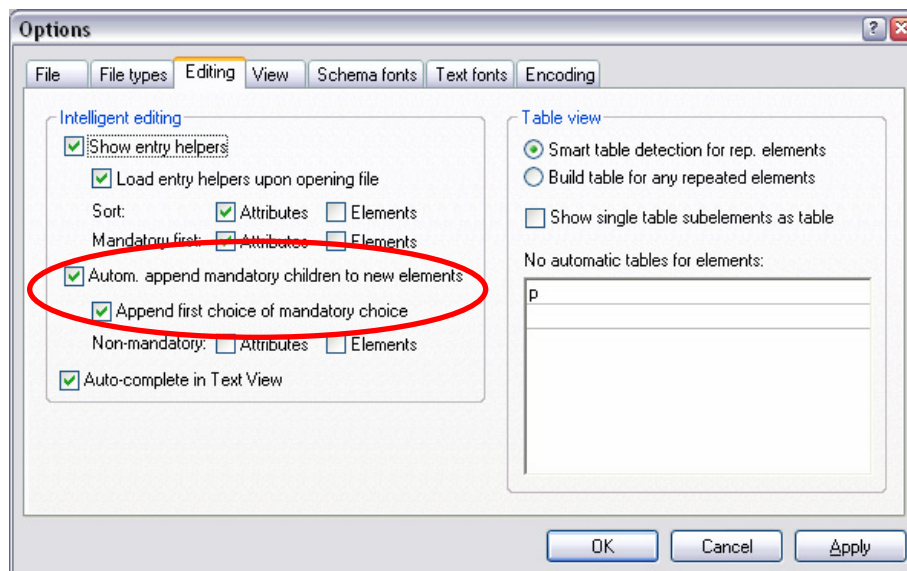 Options
File File types Editing View Schema fonts Text fonts Encoding
Intelligent editing
Show entry helpers
Load entry helpers upon opening file
Sort: Attributes Elements
Mandatory first: Attributes Elements
Autom. append mandatory children to new elements
Append first choice of mandatory choice
Non-mandatory: Attributes Elements
Auto-complete in Text View
Table view
Smart table detection for rep. elements
Build table for any repeated elements
Show single table subelements as table
No automatic tables for elements:
p
OK Cancel Apply